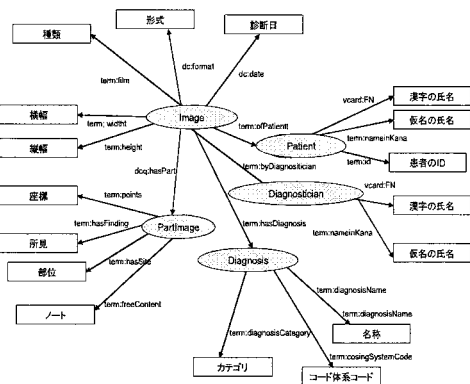 形式
診断日
種類
dc:format
dc:date
term:film
漢字の氏名
vcard:FN
横幅
term:widtht
Image
仮名の氏名
term:ofPatientt
term:nameinKana
縦幅
term:height
Patient
term:id
患者のID
term:byDiagnositician
dcq:hasPart
座標
term:points
Diagnostician
vcard:FN
漢字の氏名
term:hasFinding
PartImage
term:hasDiagnosis
term:nameinKana
所見
term:hasSite
仮名の氏名
部位
Diagnosis
term:freeContent
term:diagnosisName
ノート
term:diagnosisName
term:diagnosisCategory
名称
term:cosingSystemCode
カテゴリ
コード体系コード